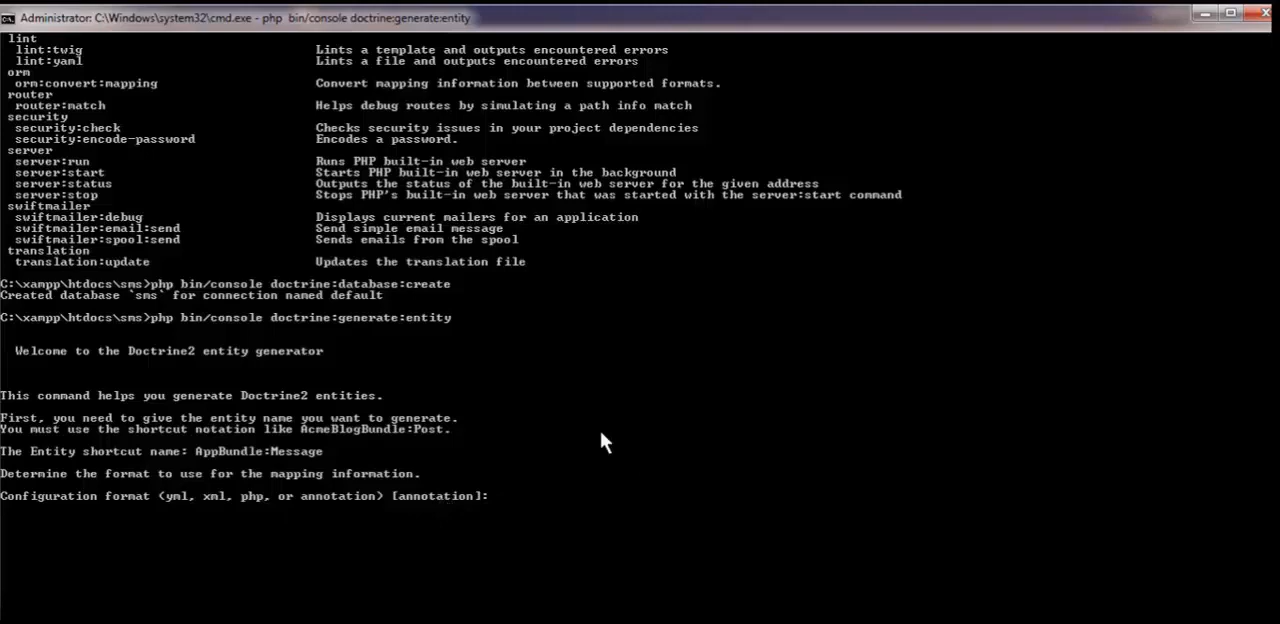 Administrator: C:\Windows\system32\cmd.exe - php  bin/console doctrine:generate:entity
lint
lint:twig Lints a template and outputs encountered errors
lint:yaml Lints a file and outputs encountered errors
orm
orm:convert:mapping Convert mapping information between supported formats.
router
router:match Helps debug routes by simulating a path info match
security
security:check Checks security issues in your project dependencies
security:encode-password Encodes a password.
server
server:run Runs PHP built-in web server
server:start Starts PHP built-in web server in the background
server:status Outputs the status of the built-in web server for the given address
server:stop Stops PHP's built-in web server that was started with the server:start command
swiftmailer
swiftmailer:debug Displays current mailers for an application
swiftmailer:email:send Send simple email message
swiftmailer:spool:send Sends emails from the spool
translation
translation:update Updates the translation file
C:\xampp\htdocs\sms>php bin/console doctrine:database:create
Created database `sms` for connection named default
C:\xampp\htdocs\sms>php bin/console doctrine:generate:entity
Welcome to the Doctrine2 entity generator
This command helps you generate Doctrine2 entities.
First, you need to give the entity name you want to generate.
You must use the shortcut notation like AcmeBlogBundle:Post.
The Entity shortcut name: AppBundle:Message
Determine the format to use for the mapping information.
Configuration format (yml, xml, php, or annotation) [annotation]: